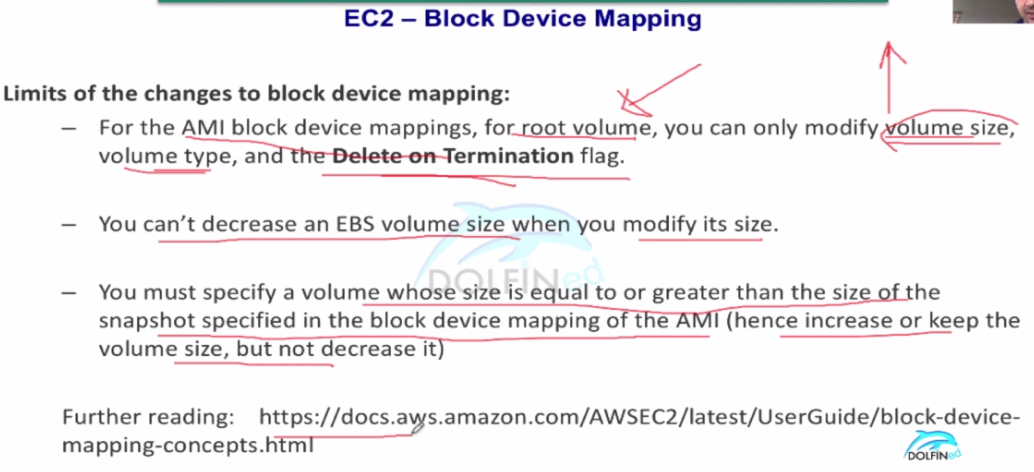 EC2 – Block Device Mapping
Limits of the changes to block device mapping:
– For the AMI block device mappings, for root volume, you can only modify volume size,
volume type, and the Delete on Termination flag.
– You can't decrease an EBS volume size when you modify its size.
DOLFINed
– You must specify a volume whose size is equal to or greater than the size of the
snapshot specified in the block device mapping of the AMI (hence increase or keep the
volume size, but not decrease it)
Further reading: https://docs.aws.amazon.com/AWSEC2/latest/UserGuide/block-device-
mapping-concepts.html
DOLFINed